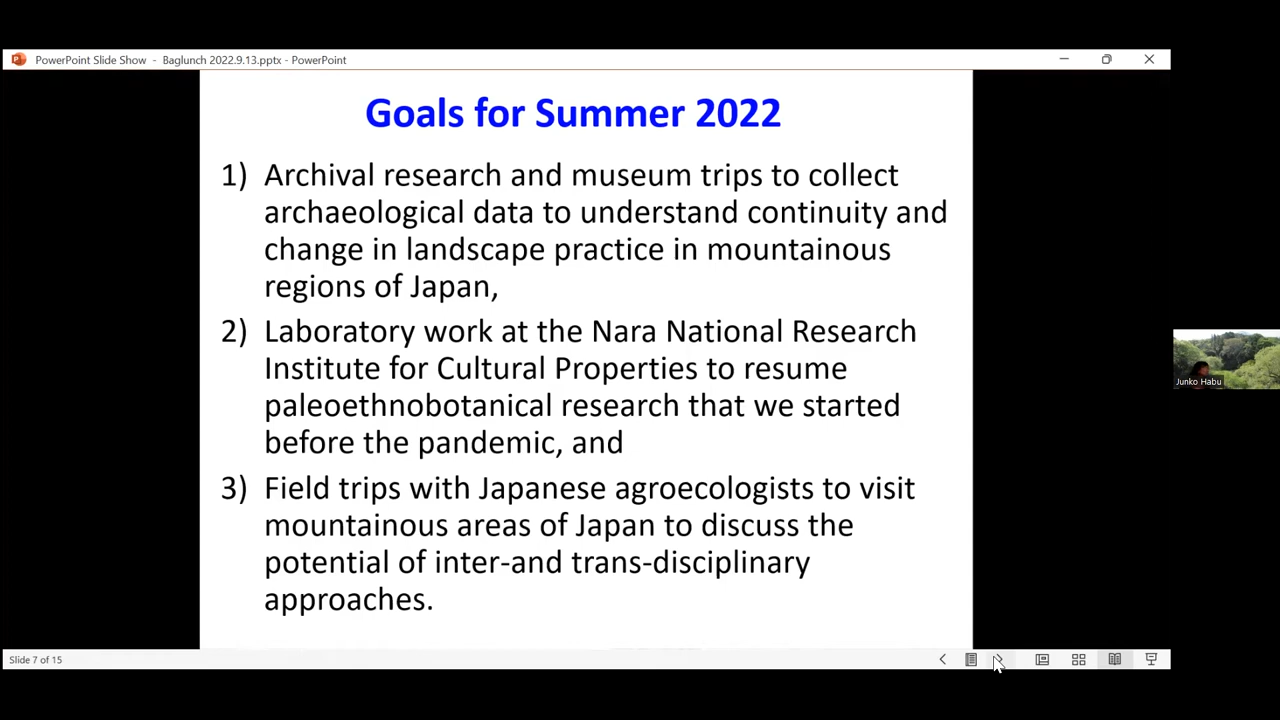 PowerPoint Slide Show - Baglunch 2022.9.13.pptx - PowerPoint
Goals for Summer 2022
1) Archival research and museum trips to collect
archaeological data to understand continuity and
change in landscape practice in mountainous
regions of Japan,
2) Laboratory work at the Nara National Research
Institute for Cultural Properties to resume
paleoethnobotanical research that we started
before the pandemic, and
3) Field trips with Japanese agroecologists to visit
mountainous areas of Japan to discuss the
potential of inter-and trans-disciplinary
approaches.
Junko Habu
Slide 7 of 15